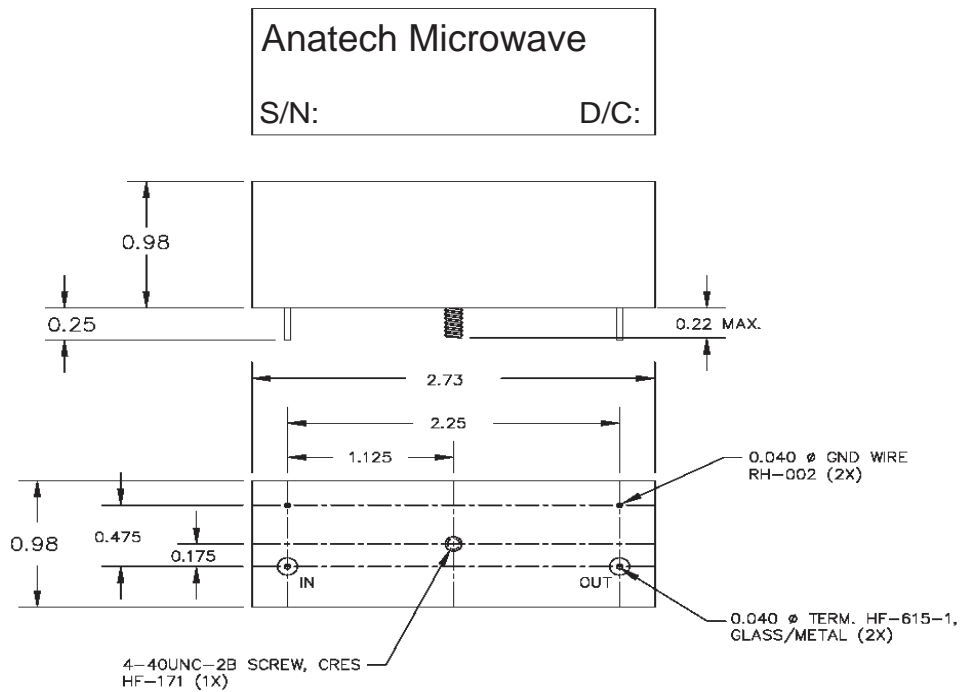 Anatech Microwave
S/N: D/C:
0.98
0.25
0.22 MAX.
2.73
2.25
1.125
0.040 ø GND WIRE
RH-002 (2X)
0.98
0.475
0.175
IN
OUT
0.040 ø TERM. HF-615-1,
GLASS/METAL (2X)
4-40UNC-2B SCREW, CRES
HF-171 (1X)